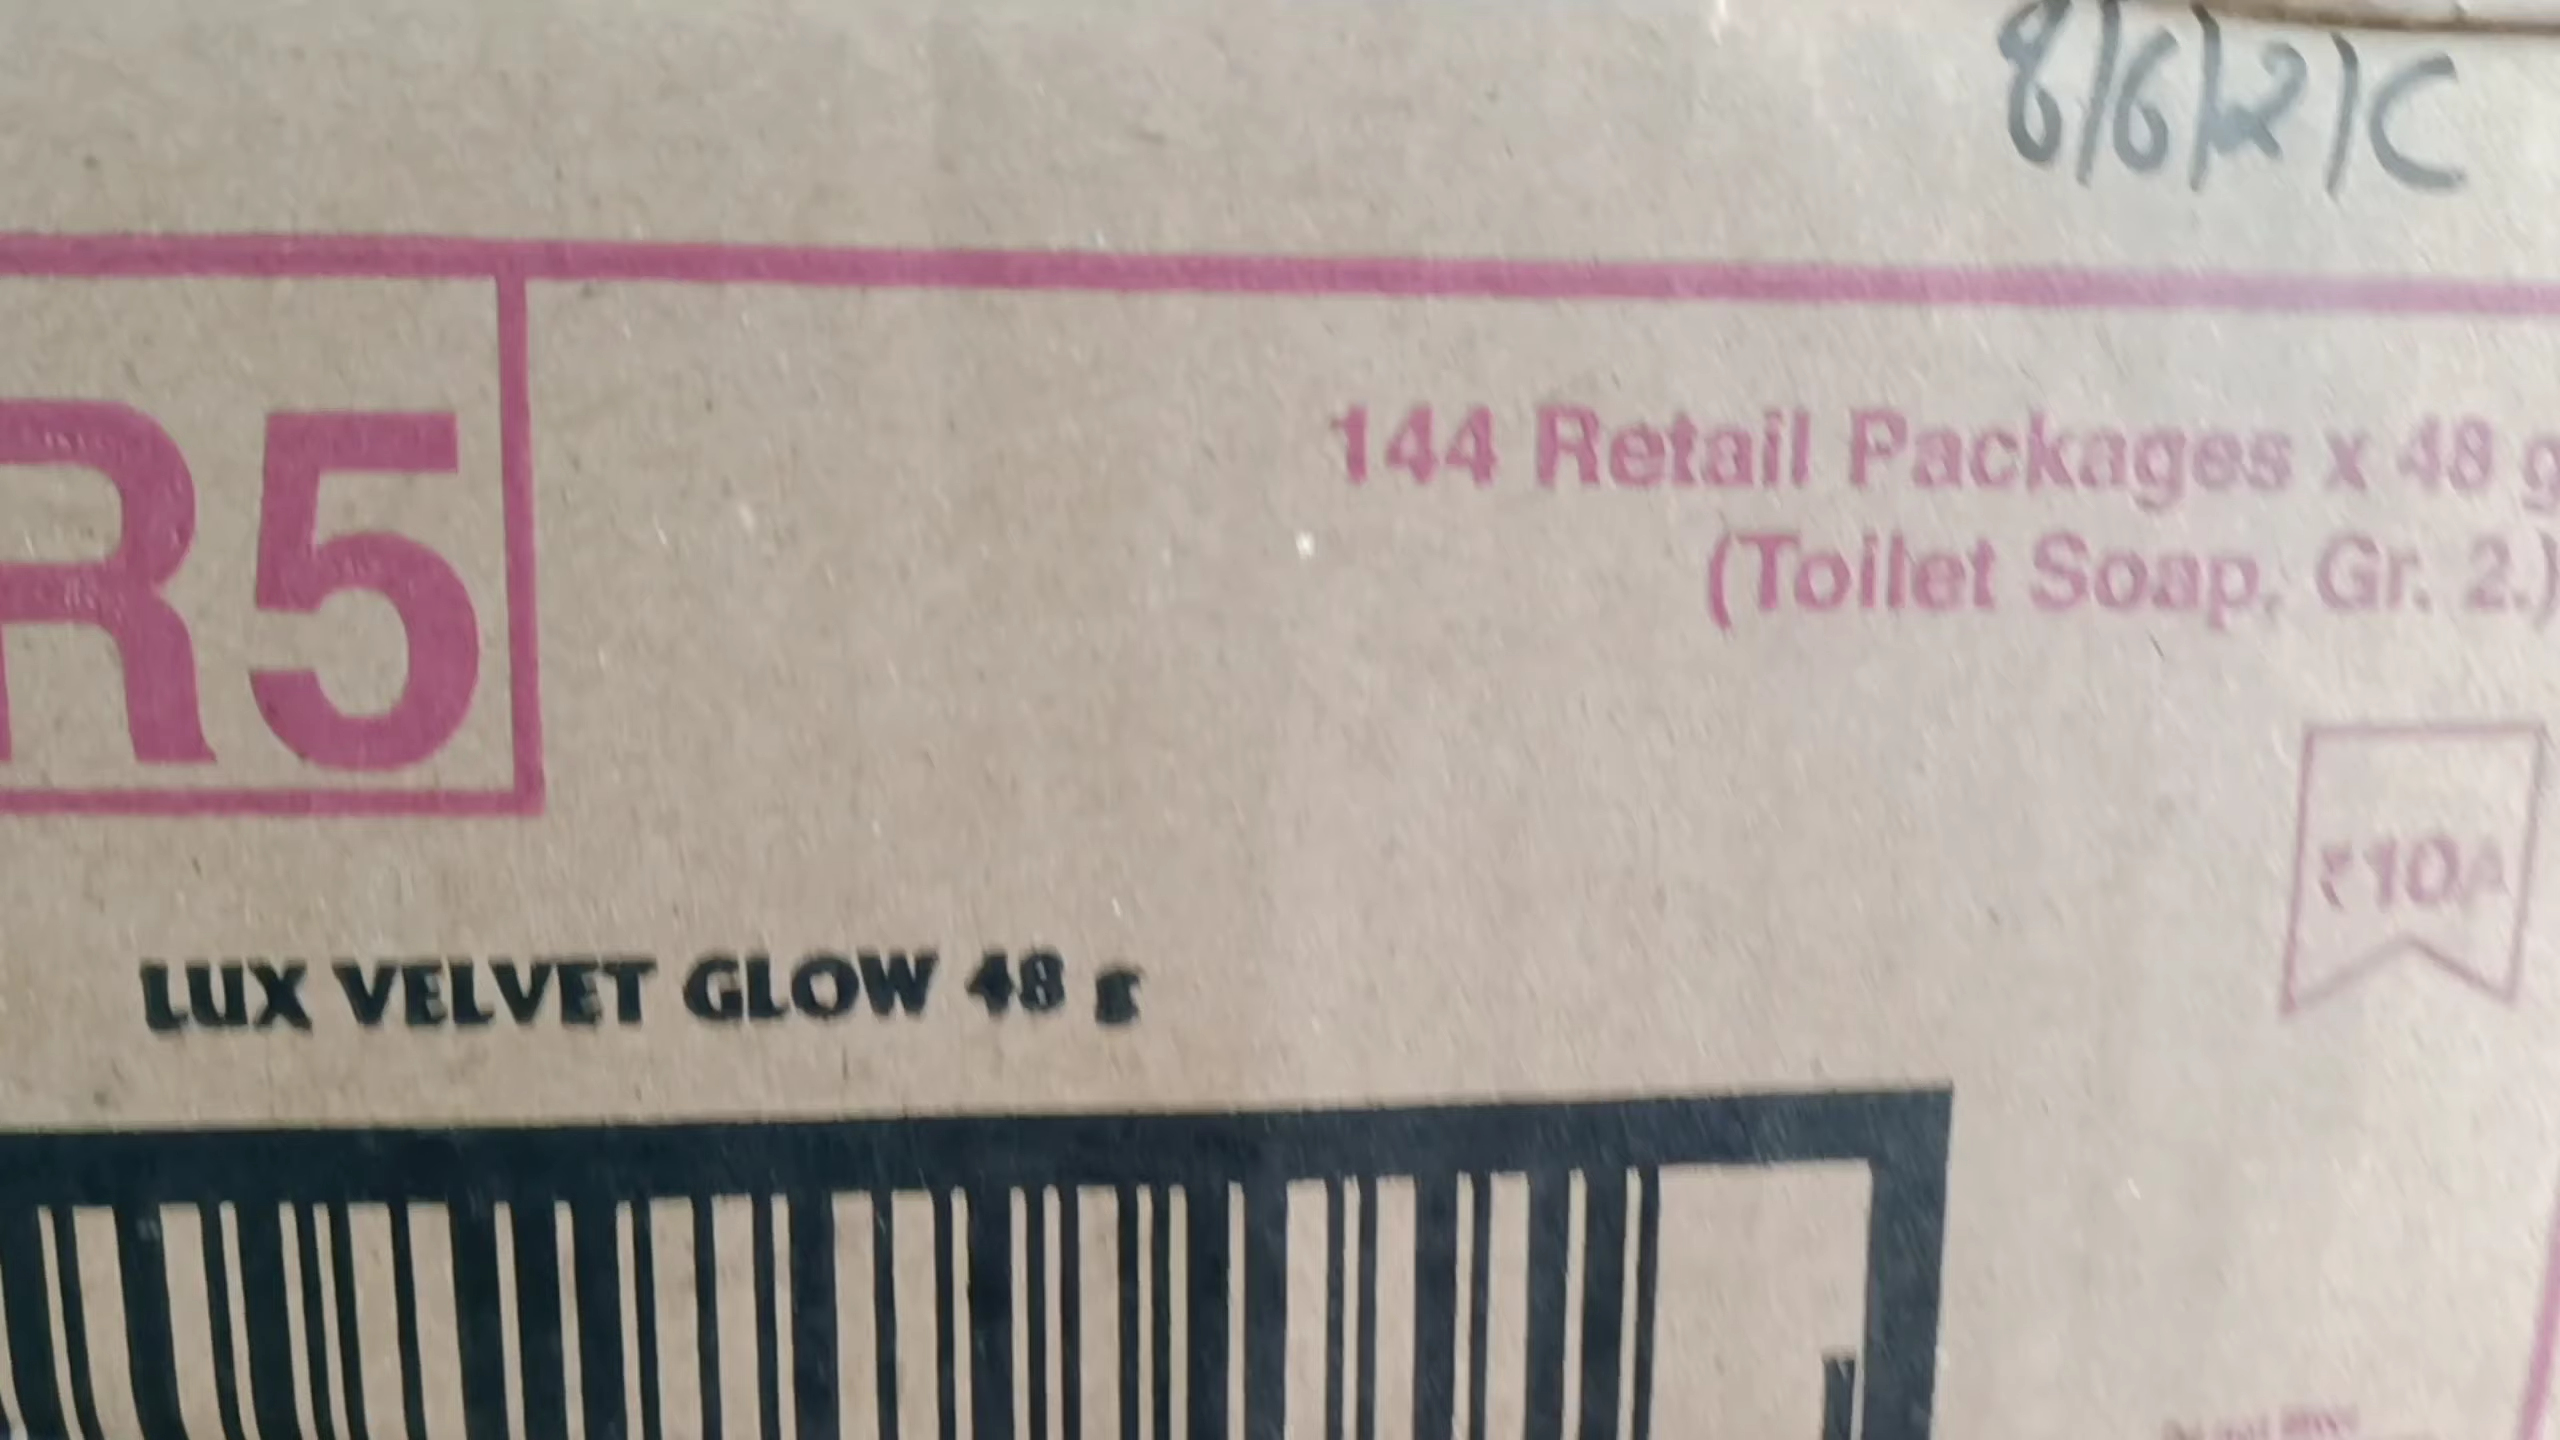 8/6/21C
R5
144 Retail Packages x 48 g
(Toilet Soap, Gr. 2.)
₹10/-
LUX VELVET GLOW 48 g